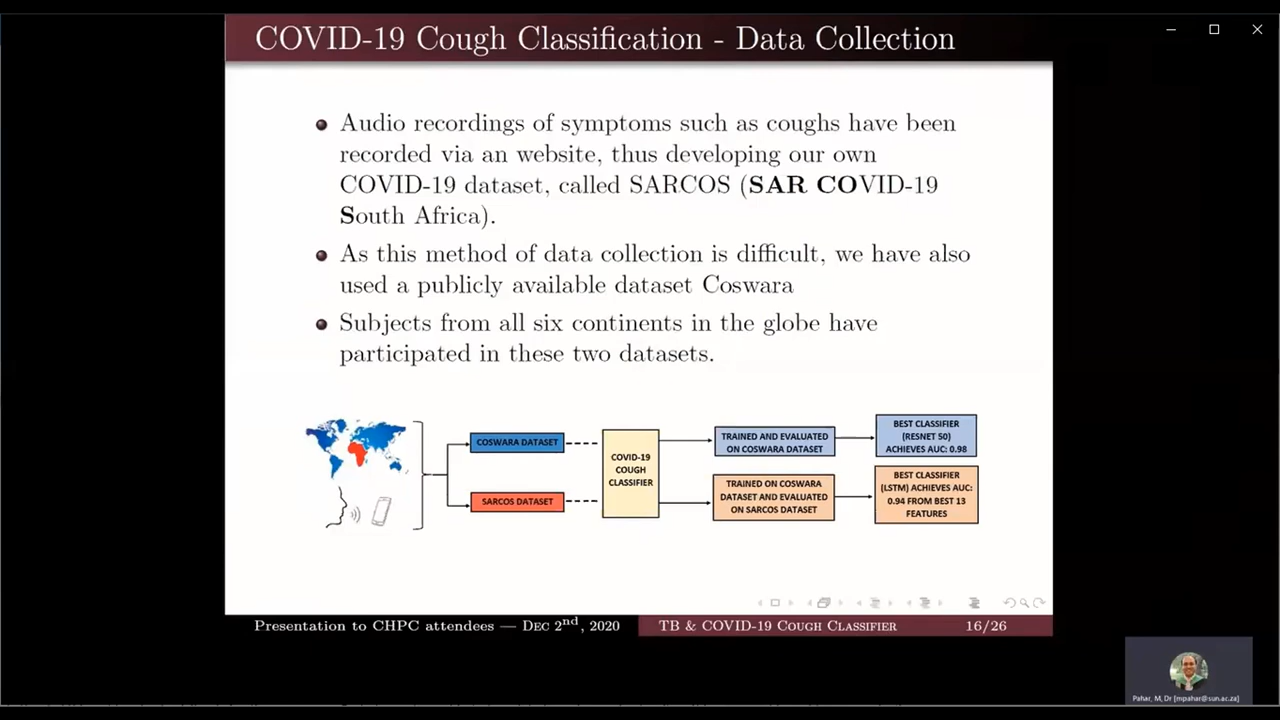 COVID-19 Cough Classification - Data Collection
Audio recordings of symptoms such as coughs have been
recorded via an website, thus developing our own
COVID-19 dataset, called SARCOS (SAR COVID-19
South Africa).
As this method of data collection is difficult, we have also
used a publicly available dataset Coswara
Subjects from all six continents in the globe have
participated in these two datasets.
COSWARA DATASET
SARCOS DATASET
COVID-19
COUGH
CLASSIFIER
TRAINED AND EVALUATED
ON COSWARA DATASET
TRAINED ON COSWARA
DATASET AND EVALUATED
ON SARCOS DATASET
BEST CLASSIFIER
(RESNET 50)
ACHIEVES AUC: 0.98
BEST CLASSIFIER
(LSTM) ACHIEVES AUC:
0.94 FROM BEST 13
FEATURES
Presentation to CHPC attendees — Dec 2nd, 2020
TB & COVID-19 Cough Classifier
16/26
Pahar, M, Dr [mpahar@sun.ac.za]